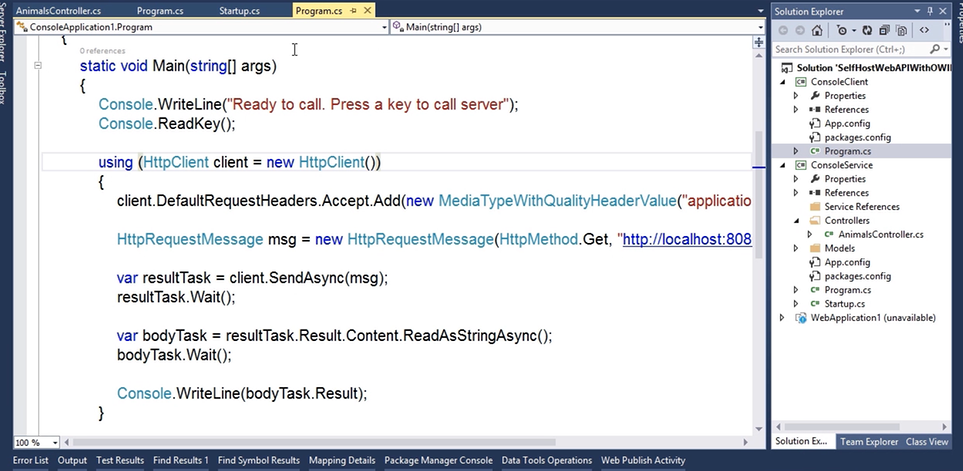 AnimalsController.cs Program.cs Startup.cs Program.cs
Server Explorer
Toolbox
ConsoleApplication1.Program Main(string[] args)
{
0 references
static void Main(string[] args)
{
Console.WriteLine("Ready to call. Press a key to call server");
Console.ReadKey();
using (HttpClient client = new HttpClient())
{
client.DefaultRequestHeaders.Accept.Add(new MediaTypeWithQualityHeaderValue("applicatio
HttpRequestMessage msg = new HttpRequestMessage(HttpMethod.Get, "http://localhost:808
var resultTask = client.SendAsync(msg);
resultTask.Wait();
var bodyTask = resultTask.Result.Content.ReadAsStringAsync();
bodyTask.Wait();
Console.WriteLine(bodyTask.Result);
}
100 %
Solution Explorer
Search Solution Explorer (Ctrl+;)
Solution 'SelfHostWebAPIWithOWI
ConsoleClient
Properties
References
App.config
packages.config
Program.cs
ConsoleService
Properties
References
Service References
Controllers
AnimalsController.cs
Models
App.config
packages.config
Program.cs
Startup.cs
WebApplication1 (unavailable)
Solution Ex... Team Explorer Class View
Properties
Error List Output Test Results Find Results 1 Find Symbol Results Mapping Details Package Manager Console Data Tools Operations Web Publish Activity